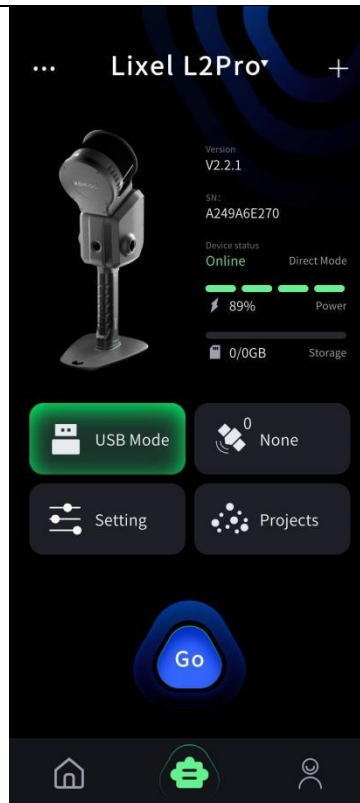 Lixel L2Pro
Version
V2.2.1
SN:
A249A6E270
Device status
Online Direct Mode
89% Power
0/0GB Storage
USB Mode
0
None
Setting
Projects
Go